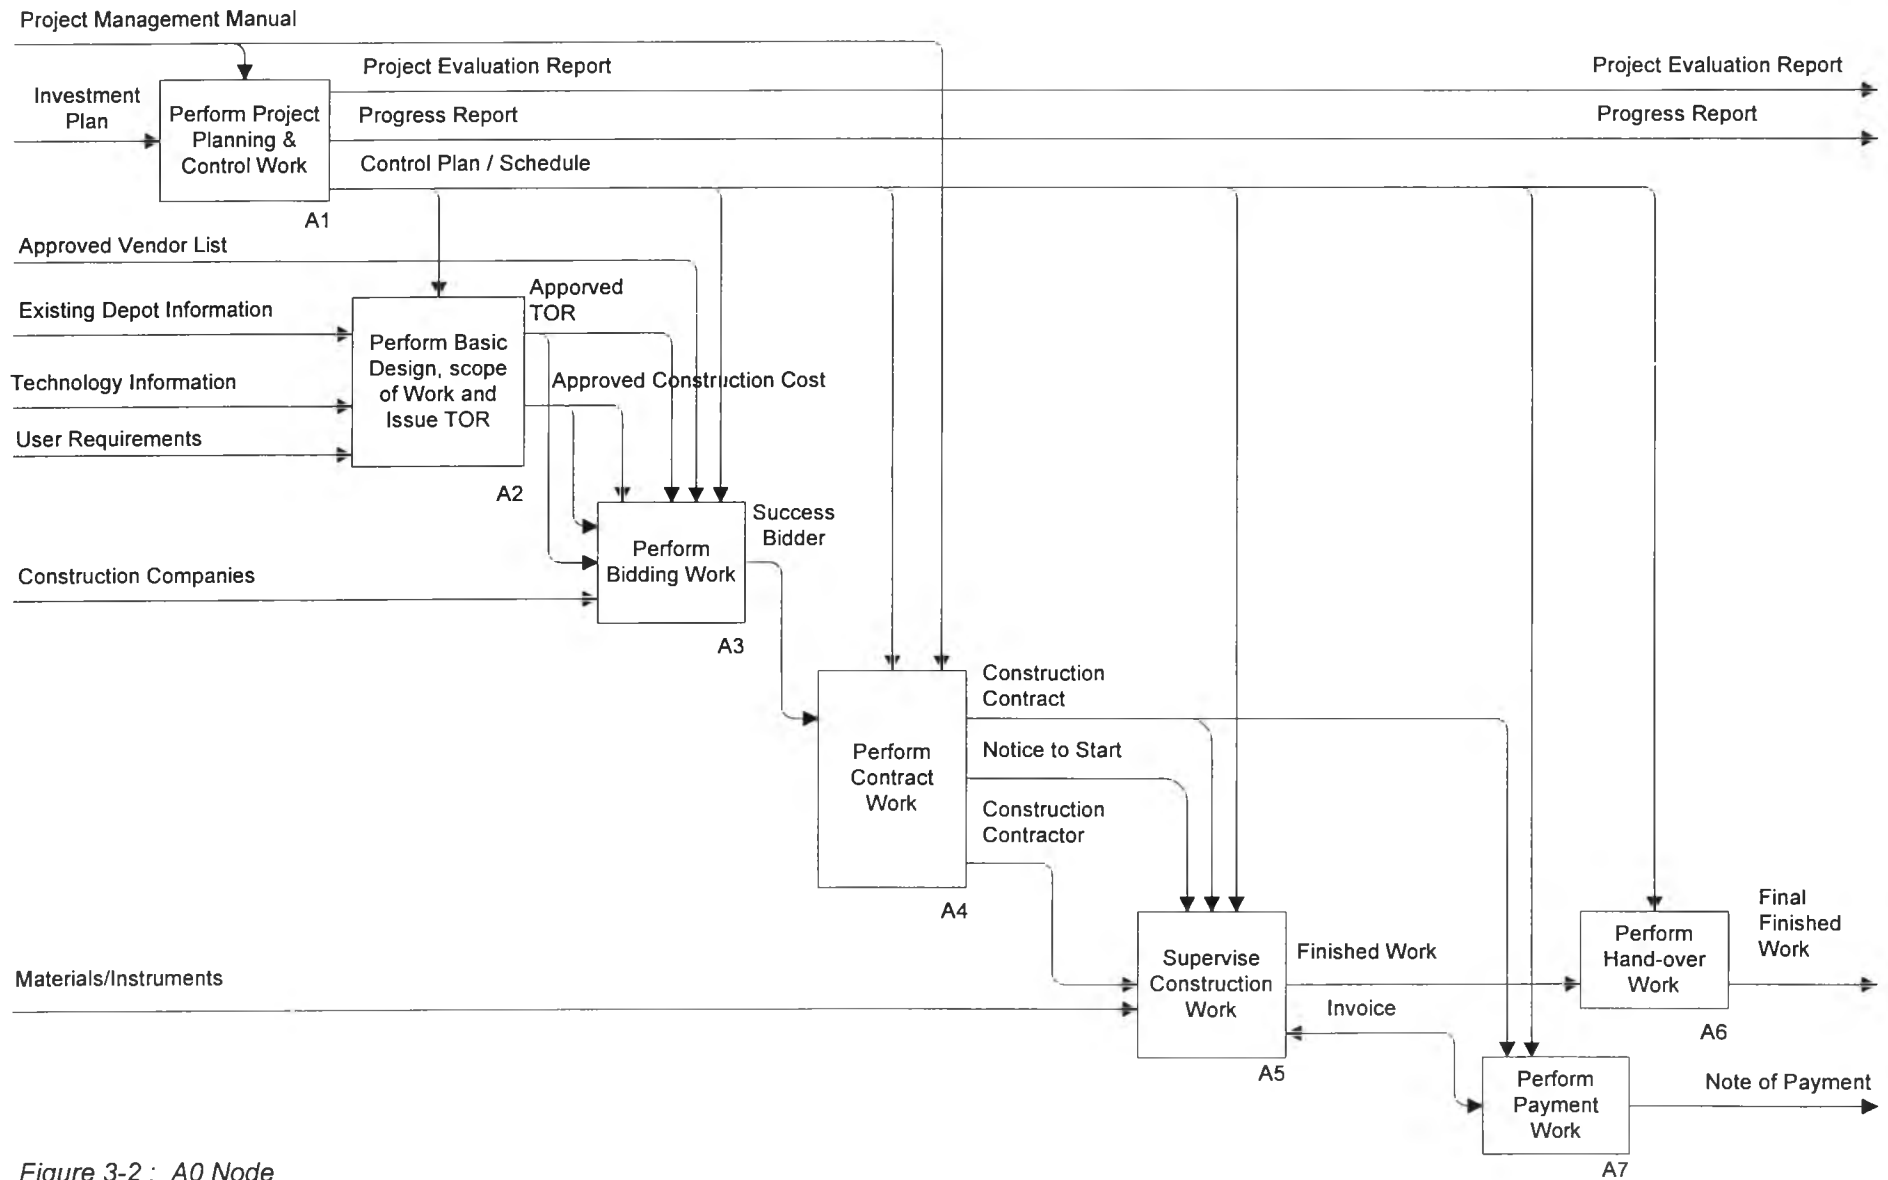 Project Management Manual
Project Evaluation Report
Project Evaluation Report
Investment
Plan
Perform Project
Planning &
Control Work
Progress Report
Progress Report
Control Plan / Schedule
A1
Approved Vendor List
Existing Depot Information
Apporved
TOR
Perform Basic
Design, scope
of Work and
Issue TOR
Technology Information
Approved Construction Cost
User Requirements
A2
Success
Bidder
Perform
Bidding Work
Construction Companies
A3
Construction
Contract
Perform
Contract
Work
Notice to Start
Construction
Contractor
A4
Final
Finished
Work
Perform
Hand-over
Work
Supervise
Construction
Work
Finished Work
Materials/Instruments
Invoice
A6
A5
Perform
Payment
Work
Note of Payment
A7
Figure 3-2 : A0 Node